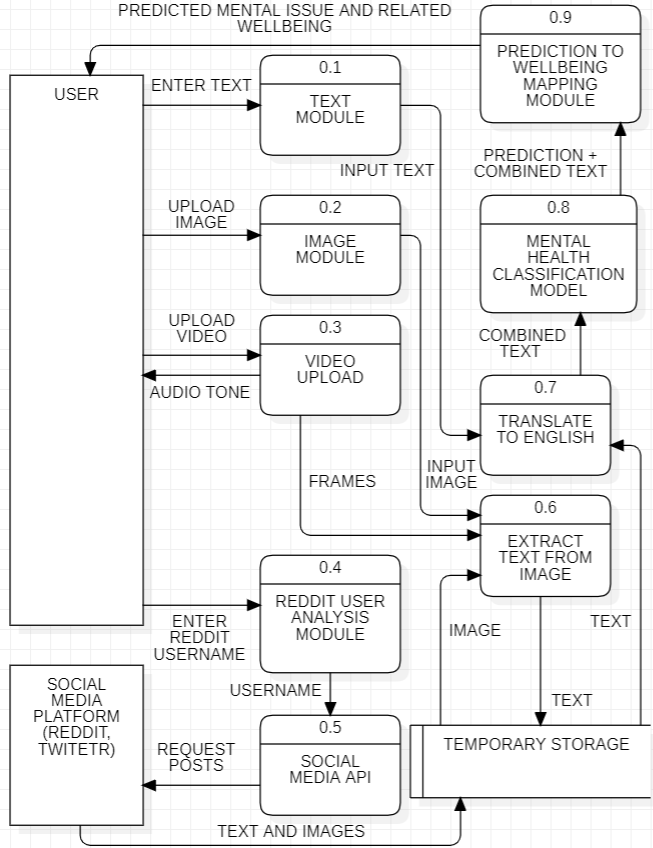 PREDICTED MENTAL ISSUE AND RELATED
WELLBEING
0.9
PREDICTION TO
WELLBEING
MAPPING
MODULE
USER
ENTER TEXT
0.1
TEXT
MODULE
INPUT TEXT
PREDICTION +
COMBINED TEXT
UPLOAD
IMAGE
0.2
IMAGE
MODULE
0.8
MENTAL
HEALTH
CLASSIFICATION
MODEL
UPLOAD
VIDEO
0.3
VIDEO
UPLOAD
AUDIO TONE
COMBINED
TEXT
0.7
TRANSLATE
TO ENGLISH
FRAMES
INPUT
IMAGE
0.6
EXTRACT
TEXT FROM
IMAGE
0.4
REDDIT USER
ANALYSIS
MODULE
ENTER
REDDIT
USERNAME
IMAGE
TEXT
SOCIAL
MEDIA
PLATFORM
(REDDIT,
TWITETR)
USERNAME
TEXT
0.5
SOCIAL
MEDIA API
REQUEST
POSTS
TEMPORARY STORAGE
TEXT AND IMAGES